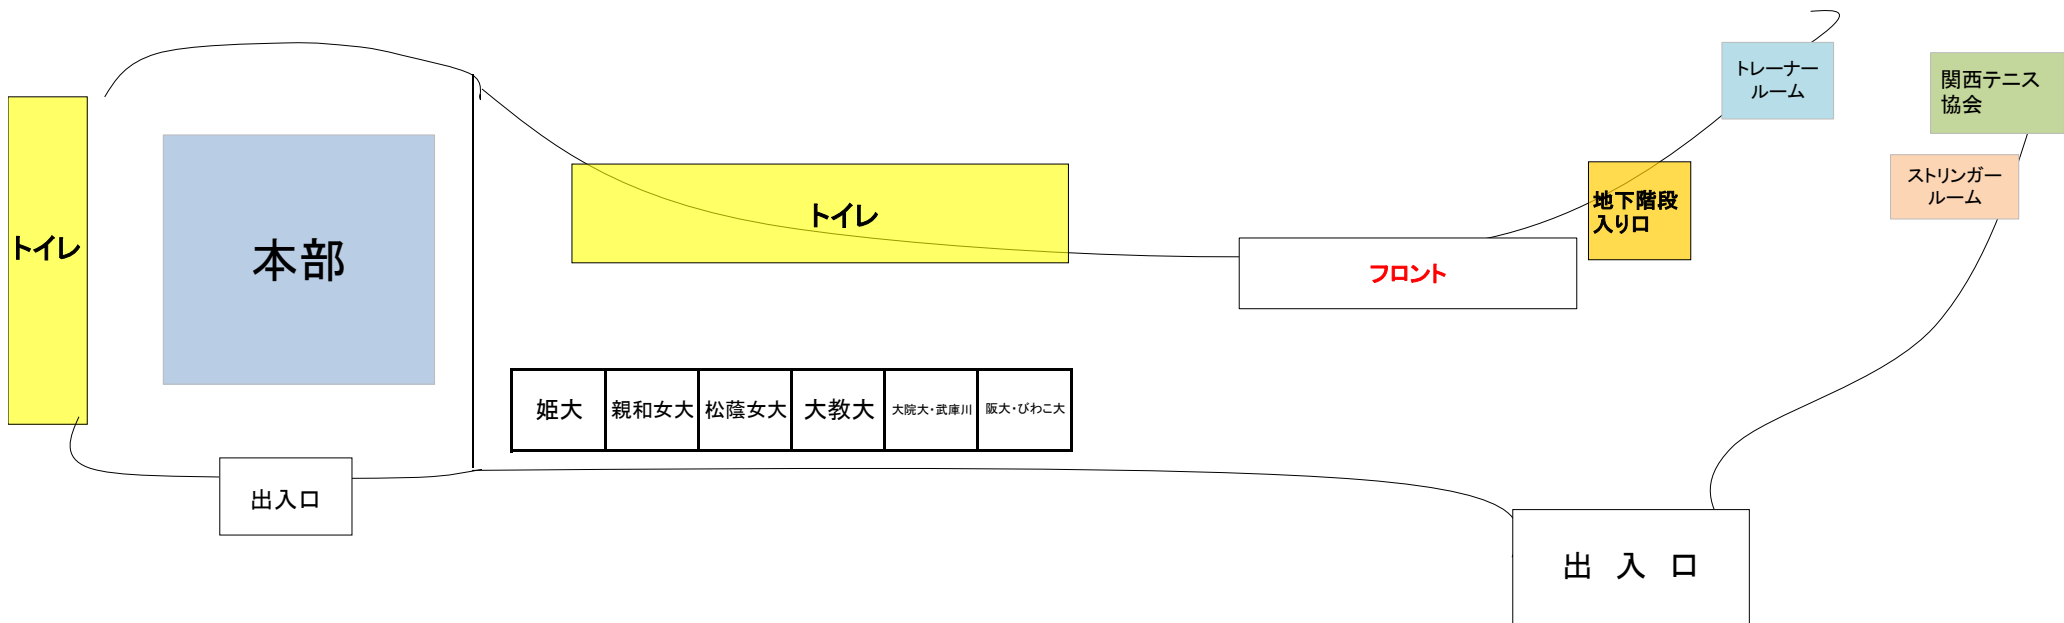 トレーナー
ルーム
関西テニス
協会
ストリンガー
ルーム
地下階段
入り口
トイレ
トイレ
本部
フロント
姫大
親和女大
松蔭女大
大教大
大院大・武庫川
阪大・びわこ大
出入口
出 入 口